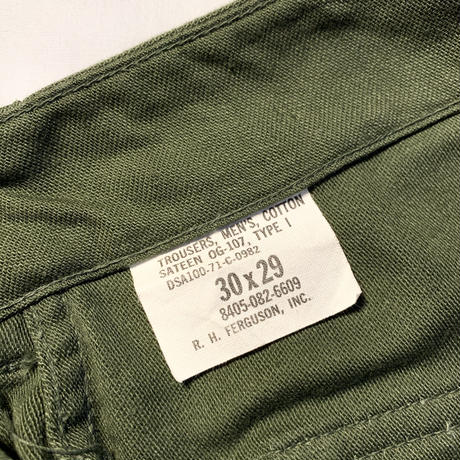 TROUSERS, MEN'S, COTTON
SATEEN OG-107, TYPE I
DSA100-71-C-0982
30 x 29
8405-082-6609
R. H. FERGUSON, INC.